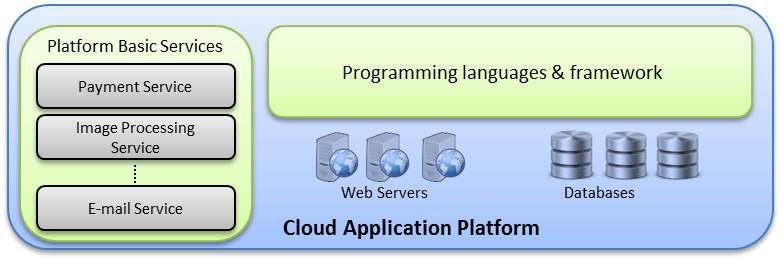 Platform Basic Services
Payment Service
Image Processing
Service
E-mail Service
Programming languages & framework
Web Servers
Databases
Cloud Application Platform